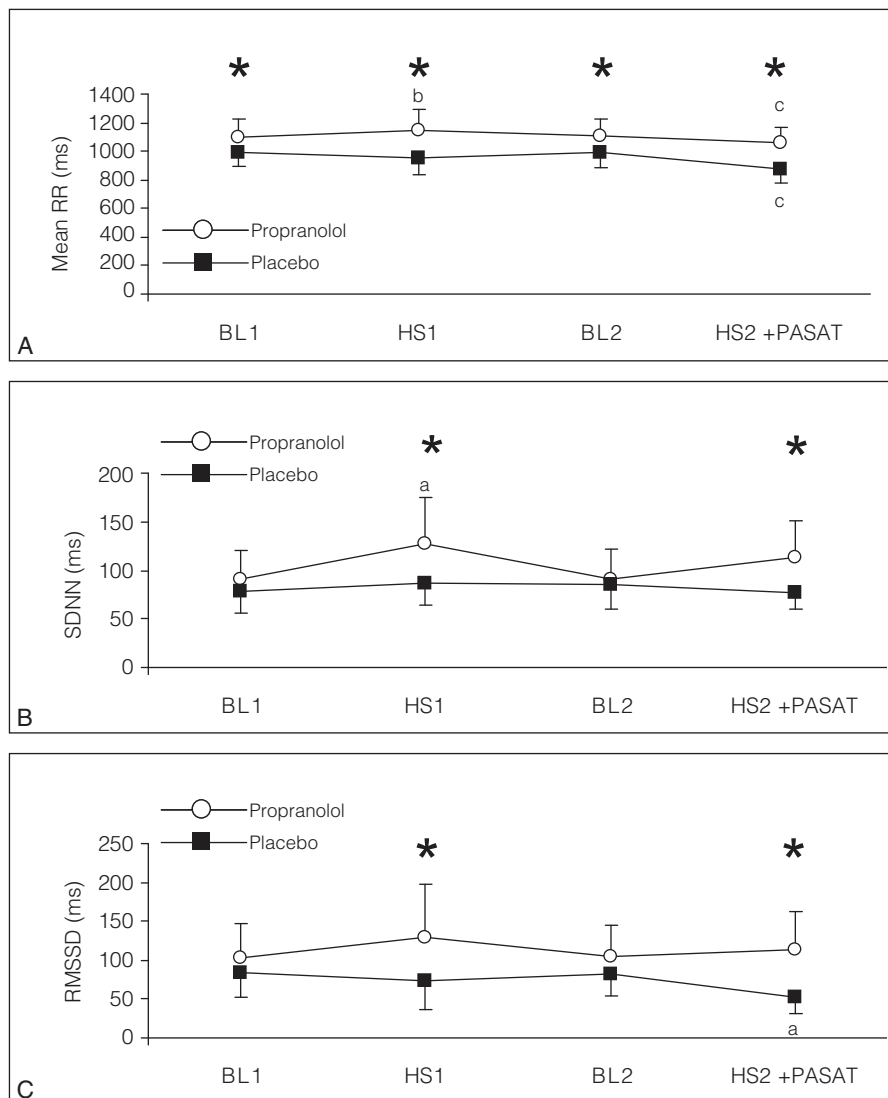 * * * *
1400 b c
1200
1000
800
600 c
400
200
0
Mean RR (ms)
Propranolol
Placebo
BL1 HS1 BL2 HS2 +PASAT
A
Propranolol
Placebo
* *
200 a
150
100
50
0
SDNN (ms)
BL1 HS1 BL2 HS2 +PASAT
B
Propranolol
Placebo
* *
250
200
150
100
50
0 a
RMSSD (ms)
BL1 HS1 BL2 HS2 +PASAT
C